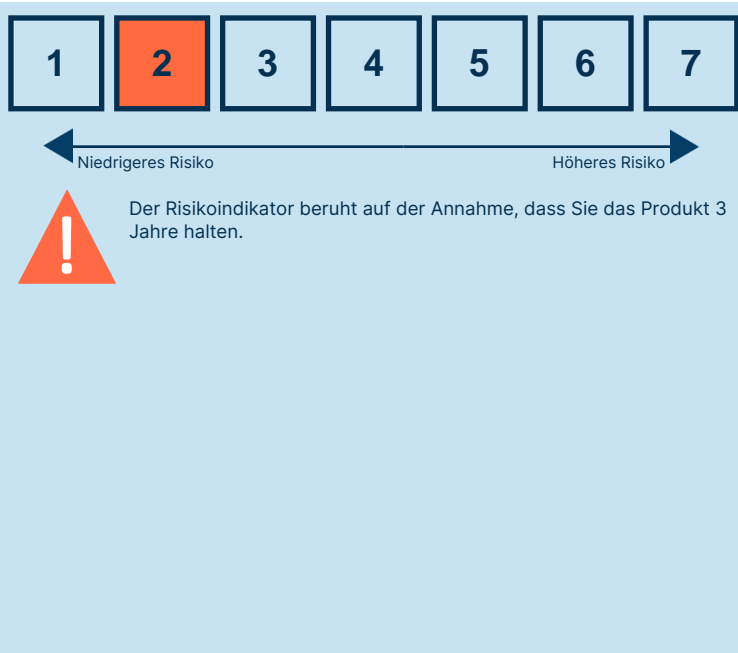 1 2 3 4 5 6 7
Niedrigeres Risiko Höheres Risiko
!
Der Risikoindikator beruht auf der Annahme, dass Sie das Produkt 3
Jahre halten.